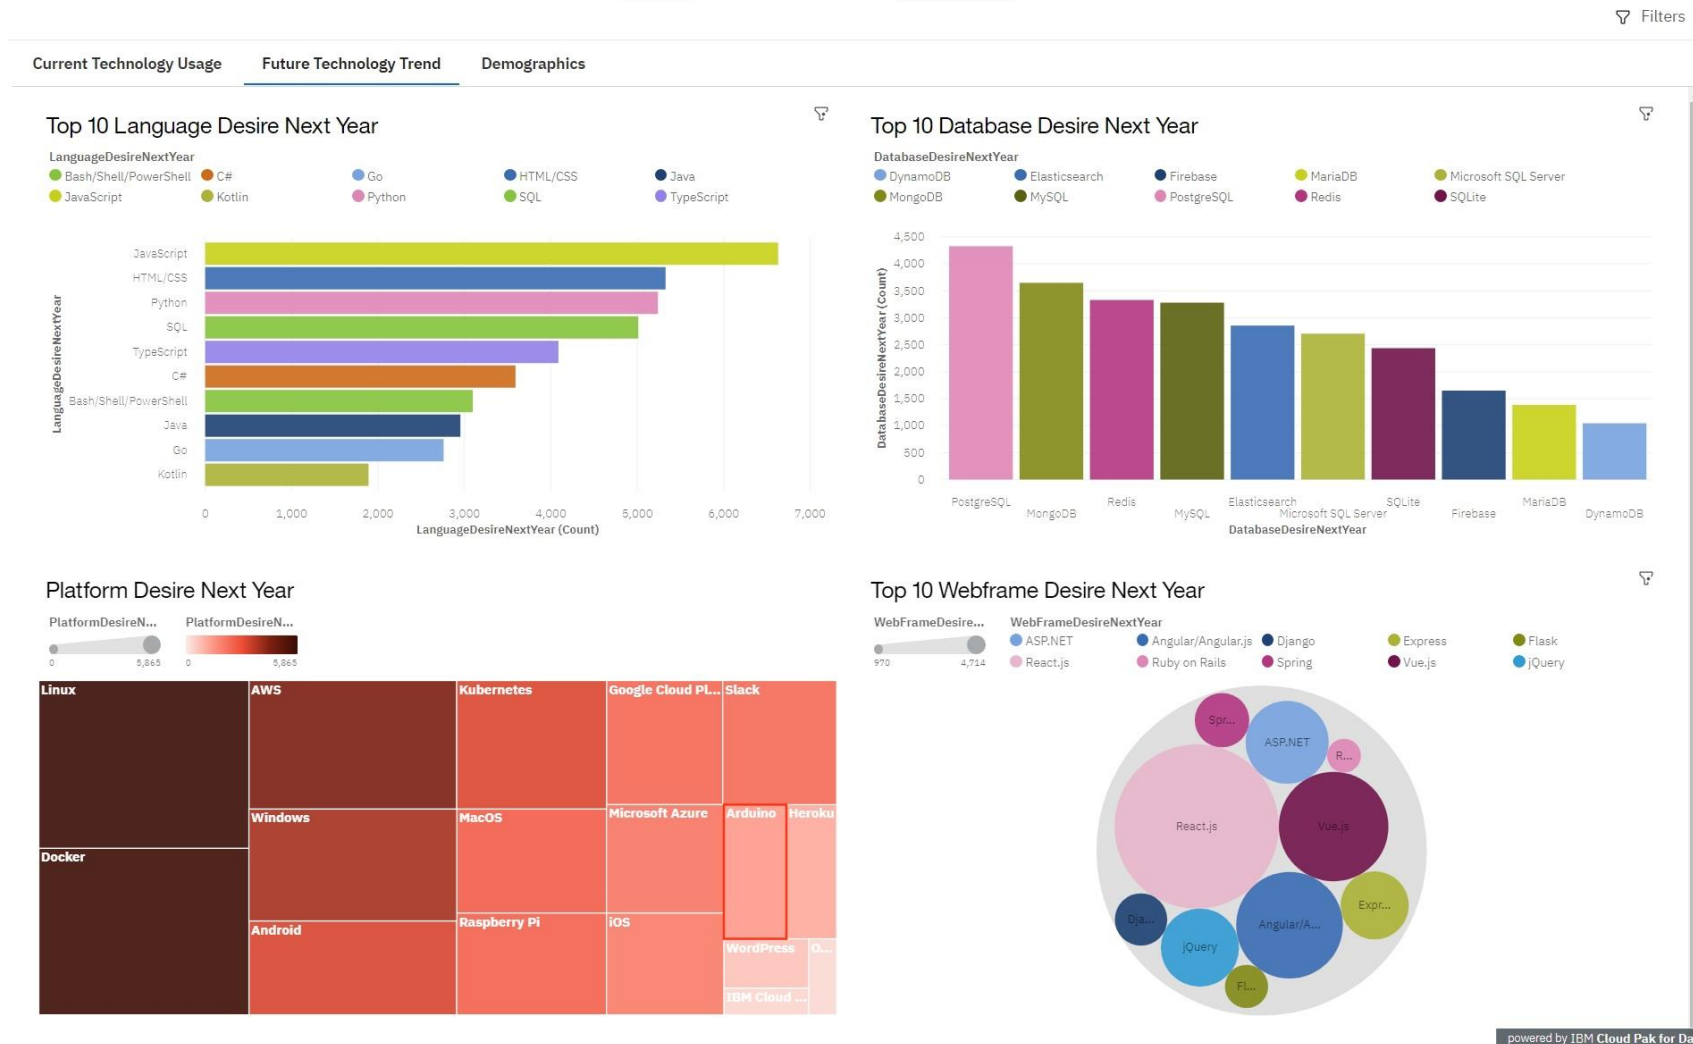 Filters
Current Technology Usage Future Technology Trend Demographics
Top 10 Language Desire Next Year
LanguageDesireNextYear
Bash/Shell/PowerShell C# Go HTML/CSS Java
JavaScript Kotlin Python SQL TypeScript
LanguageDesireNextYear
JavaScript
HTML/CSS
Python
SQL
TypeScript
C#
Bash/Shell/PowerShell
Java
Go
Kotlin
0 1,000 2,000 3,000 4,000 5,000 6,000 7,000
LanguageDesireNextYear (Count)
Top 10 Database Desire Next Year
DatabaseDesireNextYear
DynamoDB Elasticsearch Firebase MariaDB Microsoft SQL Server
MongoDB MySQL PostgreSQL Redis SQLite
DatabaseDesireNextYear (Count)
4,500
4,000
3,500
3,000
2,500
2,000
1,500
1,000
500
0
PostgreSQL Redis Elasticsearch SQLite MariaDB
MongoDB MySQL Microsoft SQL Server Firebase DynamoDB
DatabaseDesireNextYear
Platform Desire Next Year
PlatformDesireN... PlatformDesireN...
0 5,865 0 5,865
Linux AWS Kubernetes Google Cloud Pl... Slack
Windows MacOS Microsoft Azure Arduino Heroku
Docker
Android Raspberry Pi iOS
WordPress O...
IBM Cloud ...
Top 10 Webframe Desire Next Year
WebFrameDesire... WebFrameDesireNextYear
ASP.NET Angular/Angular.js Django Express Flask
970 4,714 React.js Ruby on Rails Spring Vue.js jQuery
Spr...
ASP.NET
R...
React.js Vue.js
Expr...
Dja... Angular/A...
jQuery
Fl...
powered by IBM Cloud Pak for Da